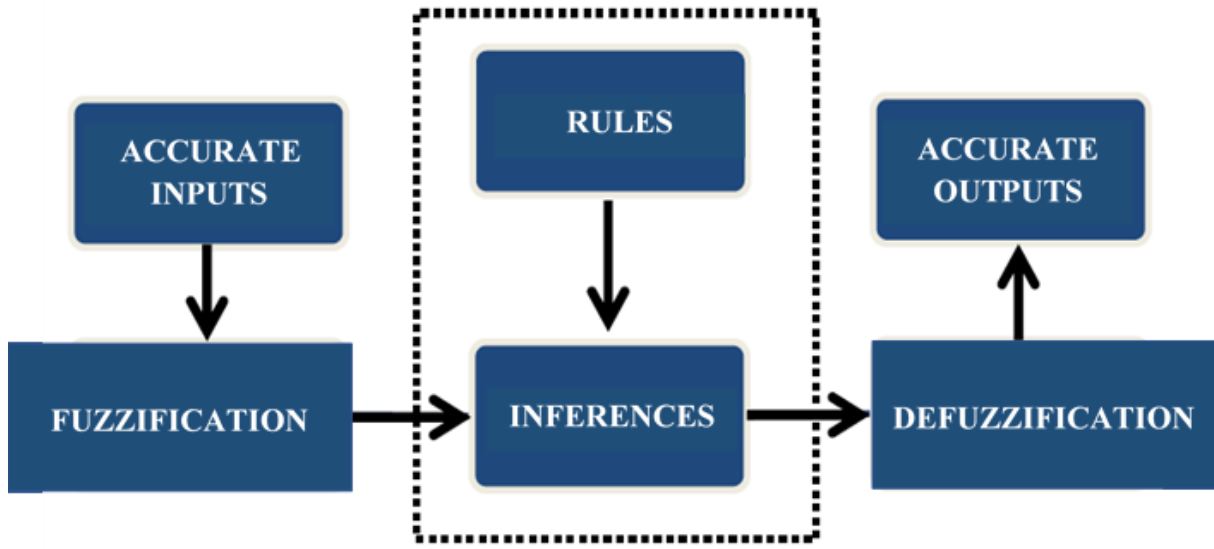 RULES
ACCURATE
INPUTS
ACCURATE
OUTPUTS
FUZZIFICATION
INFERENCES
DEFUZZIFICATION